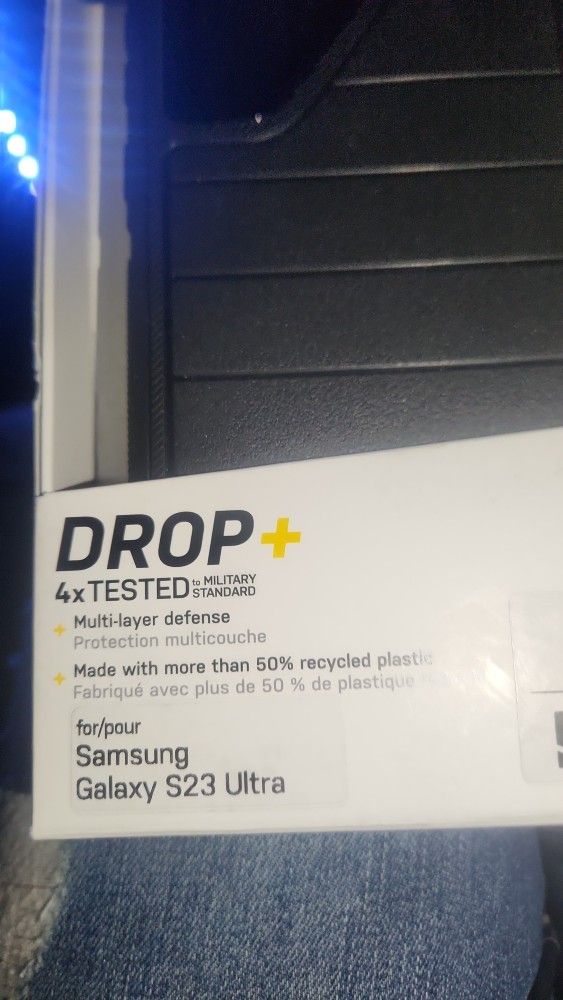 DROP+
4x TESTED to MILITARY STANDARD
+ Multi-layer defense
Protection multicouche
+ Made with more than 50% recycled plastic
Fabriqué avec plus de 50 % de plastique
for/pour
Samsung
Galaxy S23 Ultra